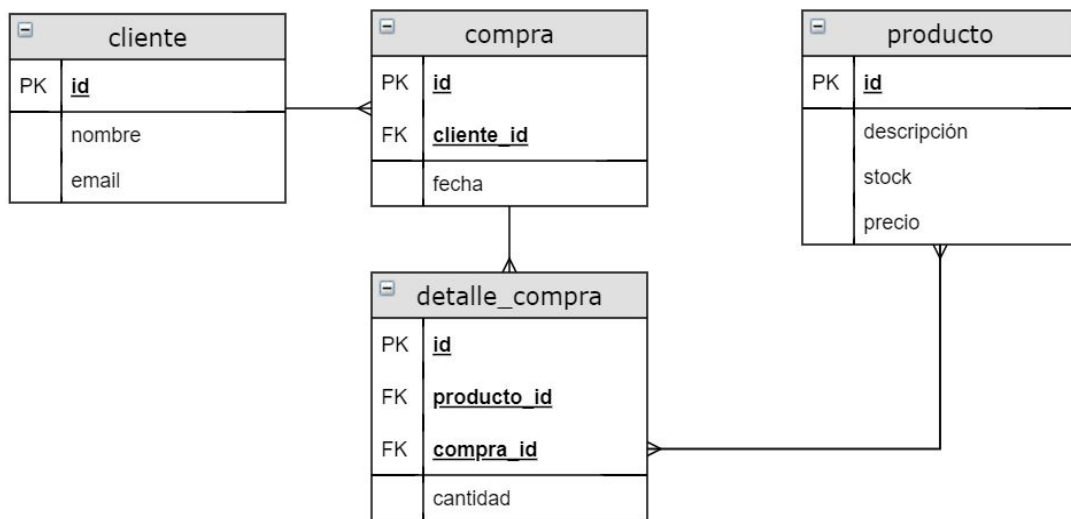 cliente
PK id
nombre
email
compra
PK id
FK cliente_id
fecha
producto
PK id
descripción
stock
precio
detalle_compra
PK id
FK producto_id
FK compra_id
cantidad